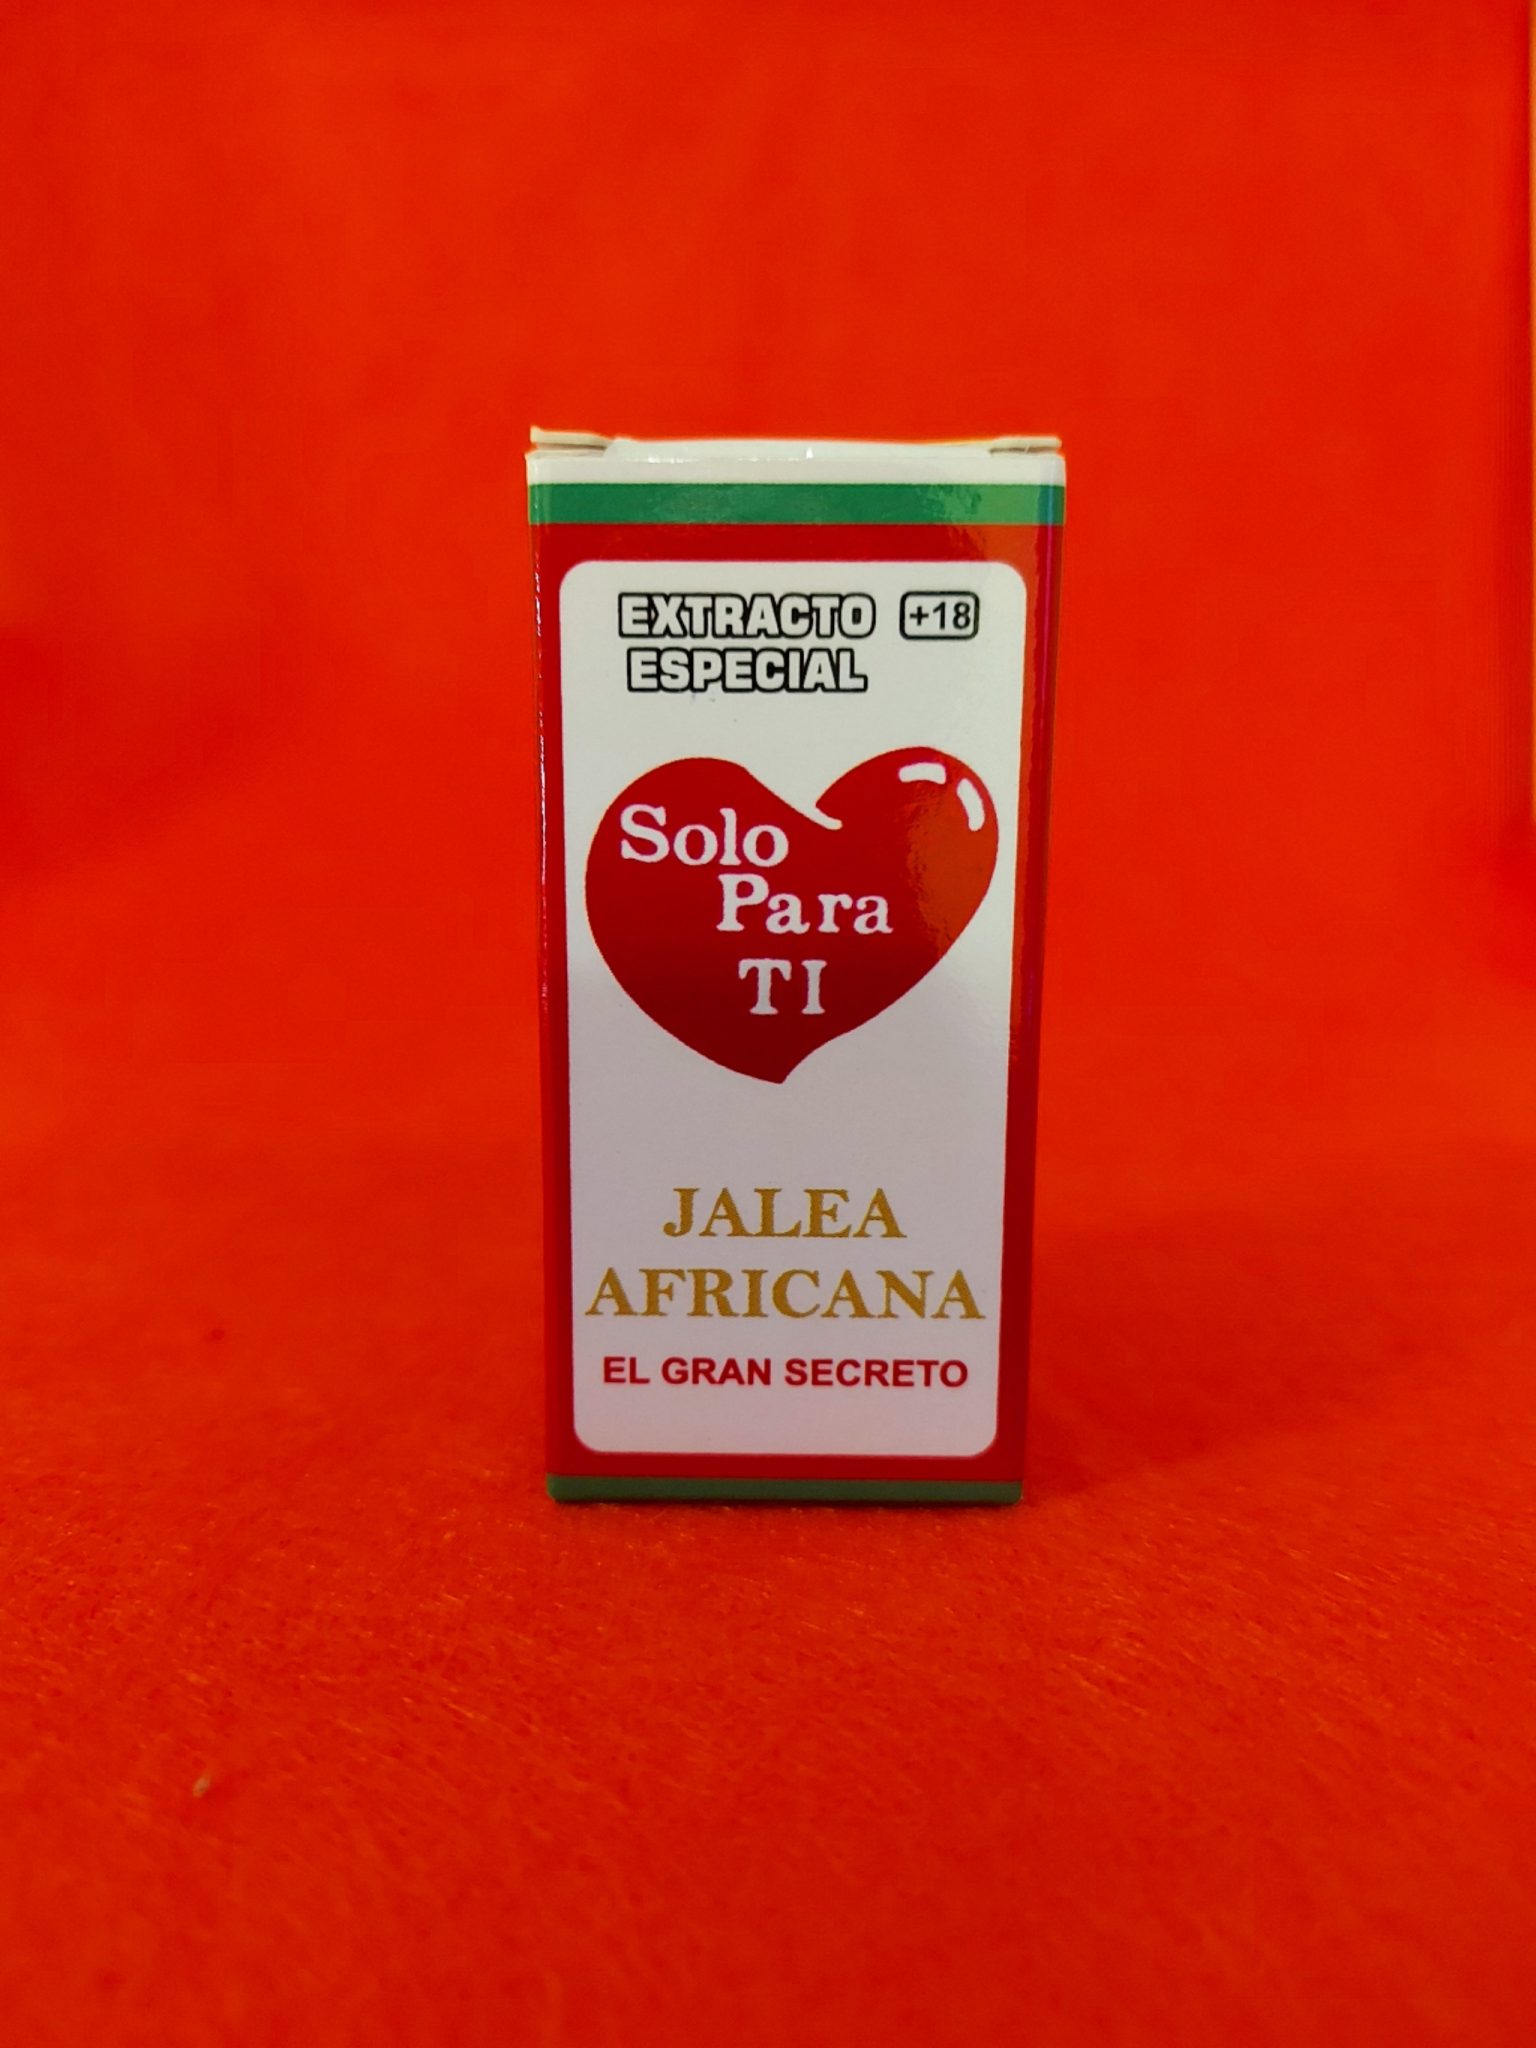 EXTRACTO +18
ESPECIAL
Solo
Para
TI
JALEA
AFRICANA
EL GRAN SECRETO